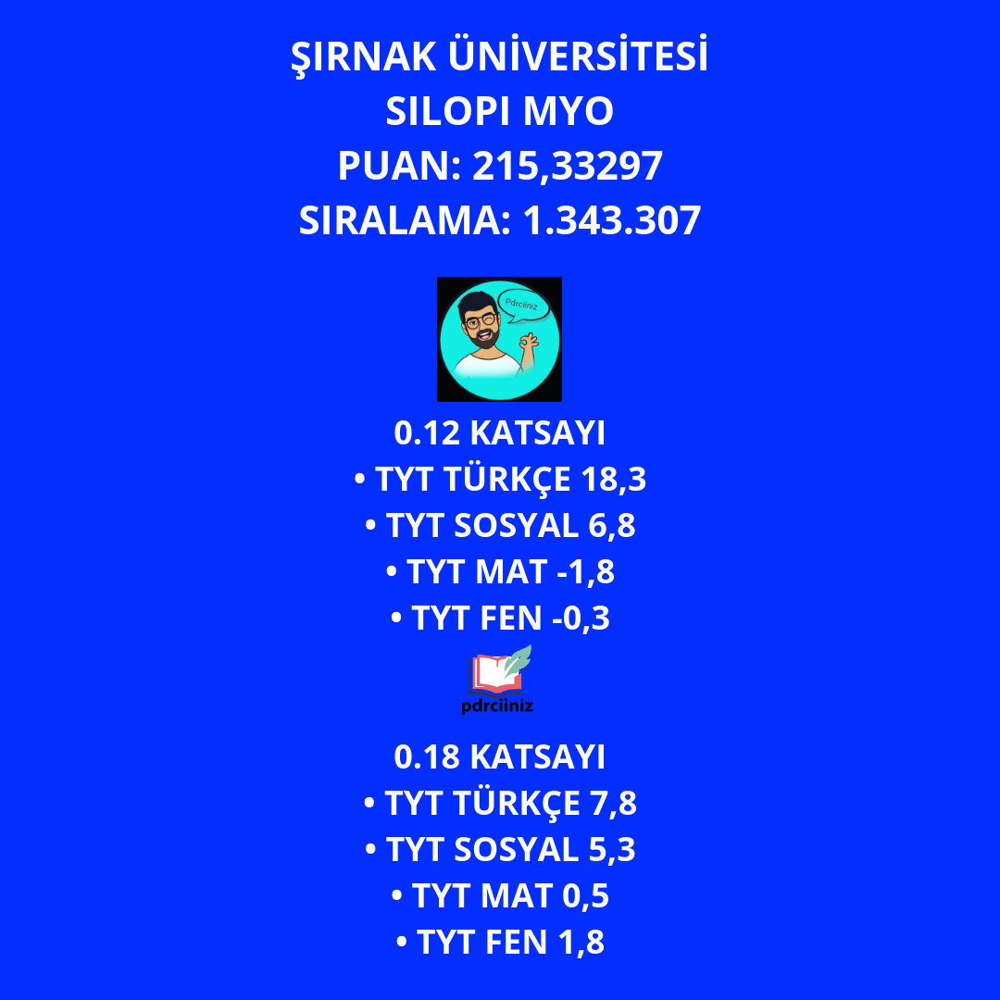 ŞIRNAK ÜNİVERSİTESİ
SILOPI MYO
PUAN: 215,33297
SIRALAMA: 1.343.307
Pdrciiniz
0.12 KATSAYI
• TYT TÜRKÇE 18,3
• TYT SOSYAL 6,8
• TYT MAT -1,8
• TYT FEN -0,3
pdrciiniz
0.18 KATSAYI
• TYT TÜRKÇE 7,8
• TYT SOSYAL 5,3
• TYT MAT 0,5
• TYT FEN 1,8